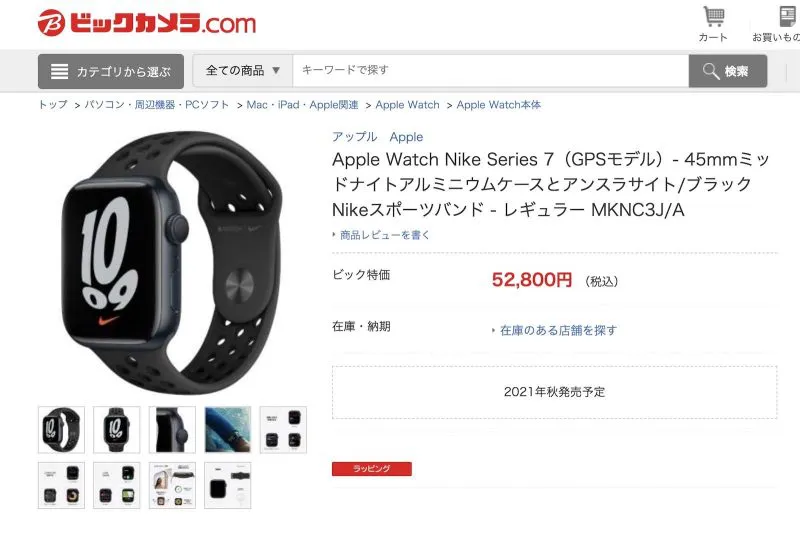 ビックカメラ.com
カート
お買いもの
カテゴリから選ぶ
全ての商品 ▼
キーワードで探す
検索
トップ > パソコン・周辺機器・PCソフト > Mac・iPad・Apple関連 > Apple Watch > Apple Watch本体
アップル Apple
Apple Watch Nike Series 7（GPSモデル）- 45mmミッ
ドナイトアルミニウムケースとアンスラサイト/ブラック
Nikeスポーツバンド - レギュラー MKNC3J/A
商品レビューを書く
ビック特価
52,800円 （税込）
在庫・納期
在庫のある店舗を探す
2021年秋発売予定
ラッピング
10
09